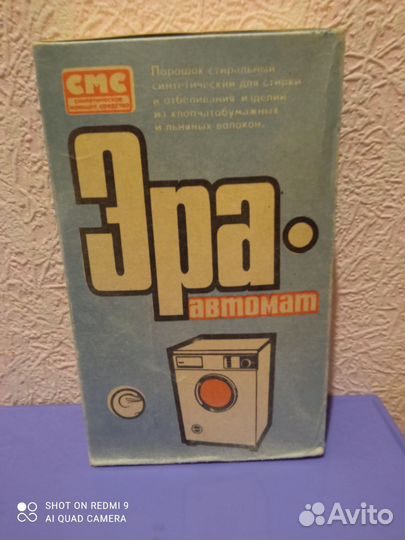 СМС
синтетическое
моющее средство
Порошок стиральный
синтетический для стирки
и отбеливания изделий
из хлопчатобумажных
и льняных волокон.
Эра-
автомат
SHOT ON REDMI 9
AI QUAD CAMERA
Avito